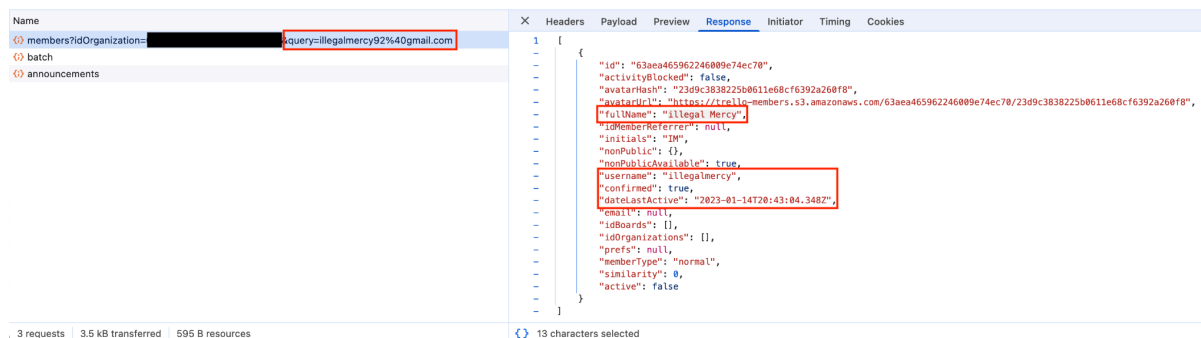 Name
members?idOrganization=
&query=illegalmercy92%40gmail.com
batch
announcements
3 requests
3.5 kB transferred
595 B resources
Headers
Payload
Preview
Response
Initiator
Timing
Cookies
1 [
{
"id": "63aea465962246009e74ec70",
"activityBlocked": false,
"avatarHash": "23d9c3838225b0611e68cf6392a260f8",
"avatarUrl": "https://trello-members.s3.amazonaws.com/63aea465962246009e74ec70/23d9c3838225b0611e68cf6392a260f8",
"fullName": "illegal Mercy",
"idMemberReferrer": null,
"initials": "IM",
"nonPublic": {},
"nonPublicAvailable": true,
"username": "illegalmercy",
"confirmed": true,
"dateLastActive": "2023-01-14T20:43:04.348Z",
"email": null,
"idBoards": [],
"idOrganizations": [],
"prefs": null,
"memberType": "normal",
"similarity": 0,
"active": false
}
]
{} 13 characters selected